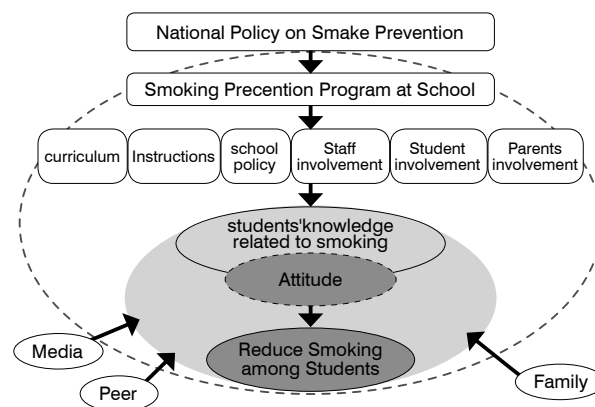 National Policy on Smake Prevention
Smoking Precention Program at School
curriculum
Instructions
school
policy
Staff
involvement
Student
involvement
Parents
involvement
students'knowledge
related to smoking
Attitude
Reduce Smoking
among Students
Media
Peer
Family